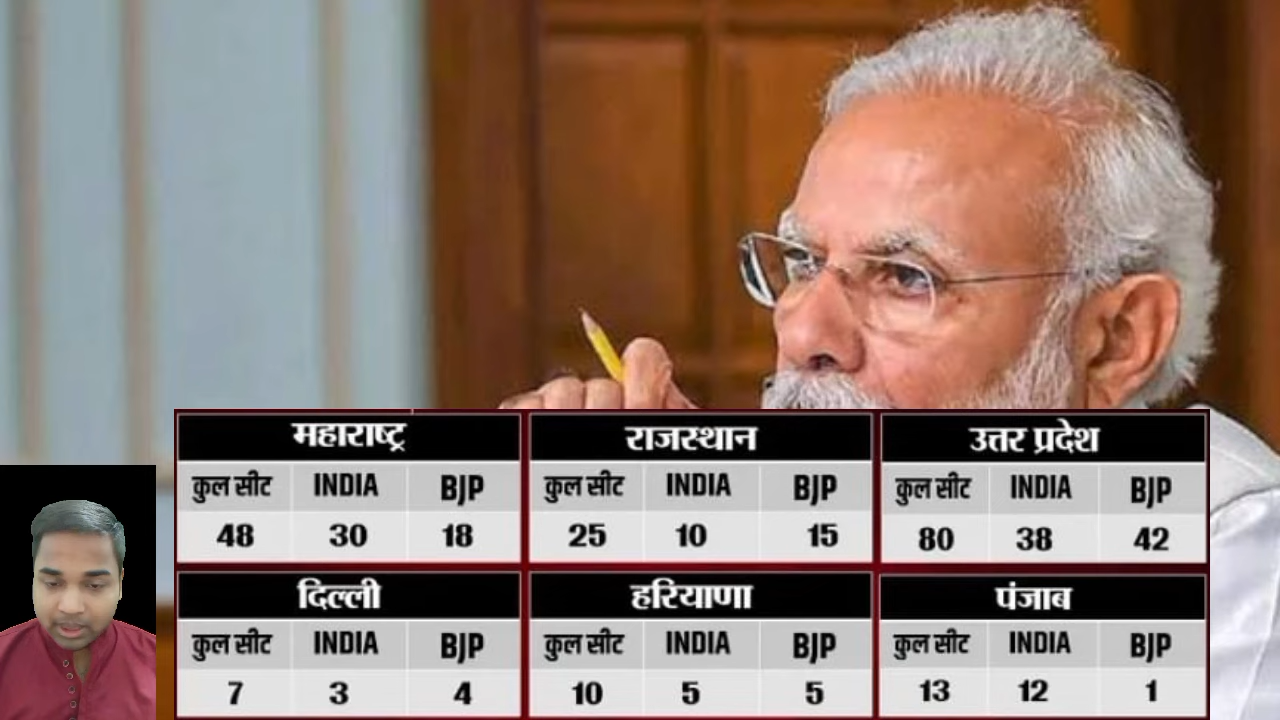 महाराष्ट्र
कुल सीट INDIA BJP
48 30 18
राजस्थान
कुल सीट INDIA BJP
25 10 15
उत्तर प्रदेश
कुल सीट INDIA BJP
80 38 42
दिल्ली
कुल सीट INDIA BJP
7 3 4
हरियाणा
कुल सीट INDIA BJP
10 5 5
पंजाब
कुल सीट INDIA BJP
13 12 1